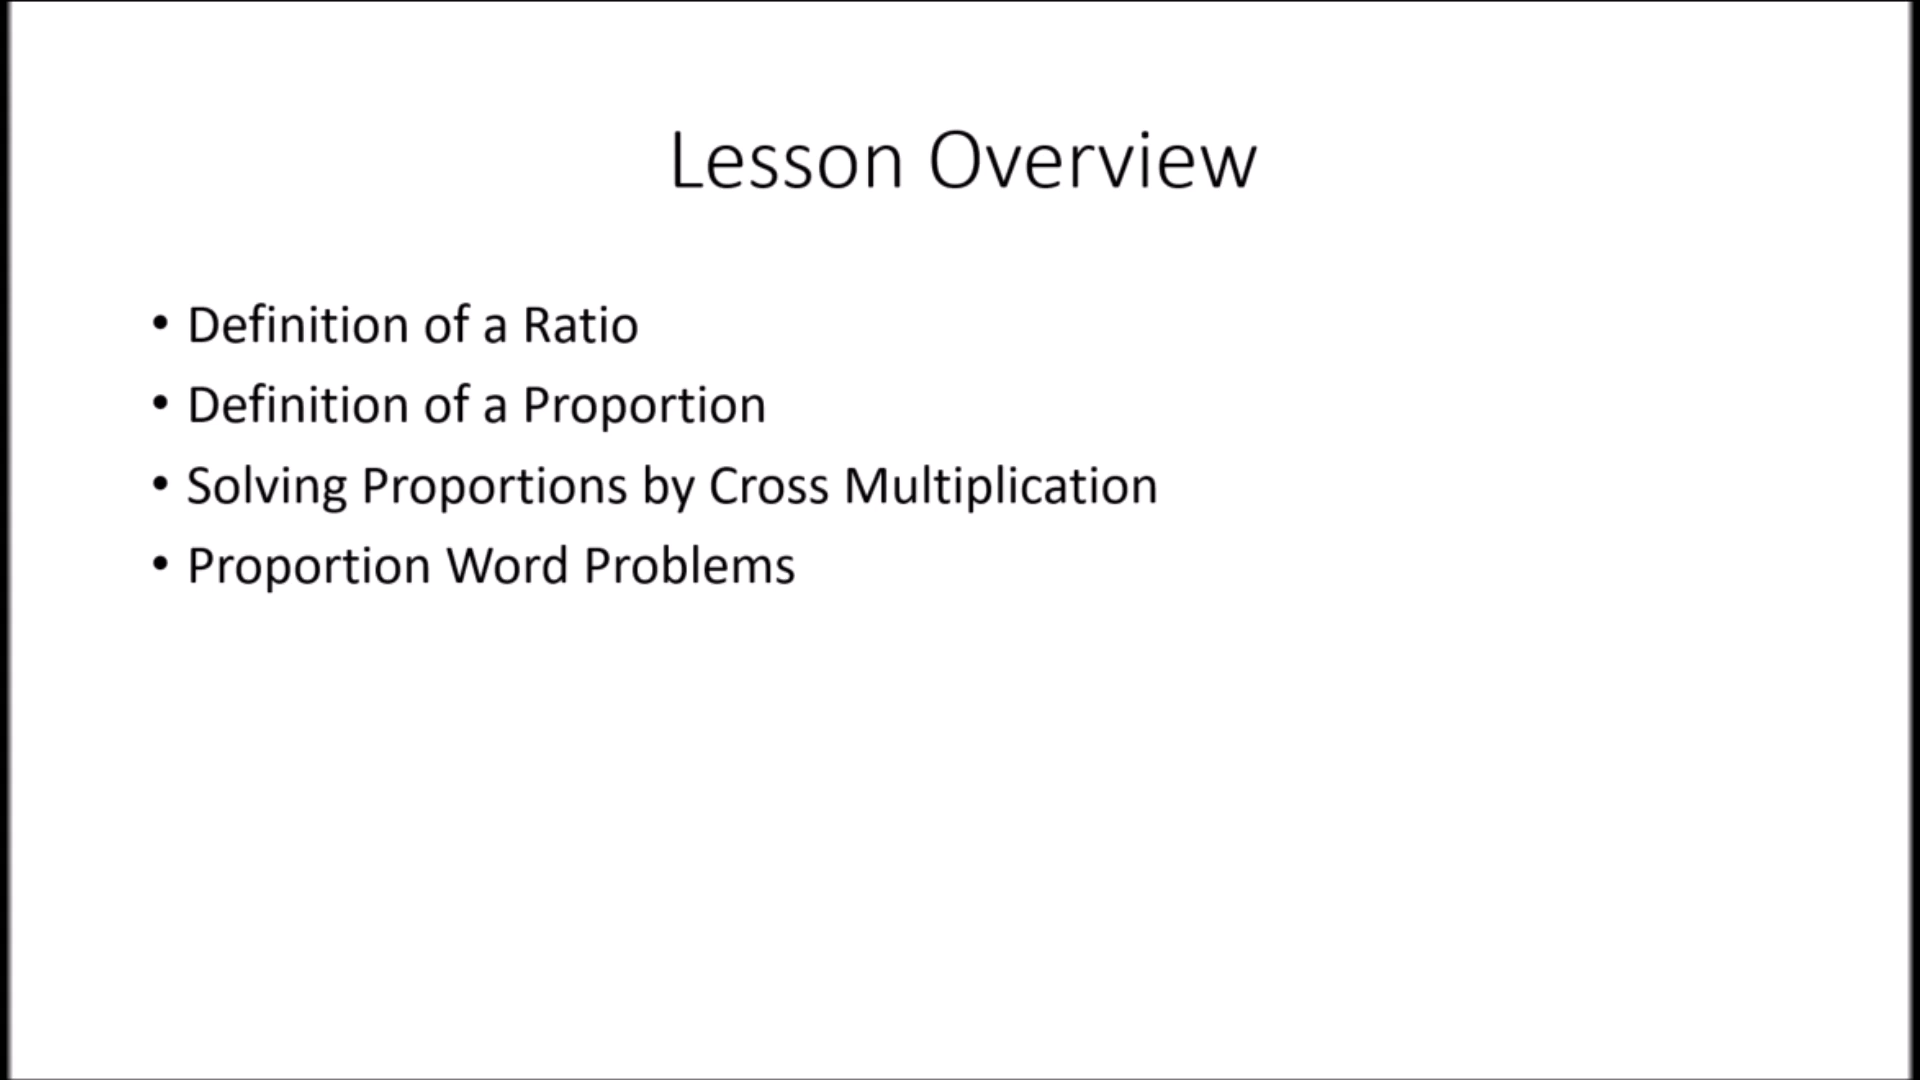 Lesson Overview
• Definition of a Ratio
• Definition of a Proportion
• Solving Proportions by Cross Multiplication
• Proportion Word Problems